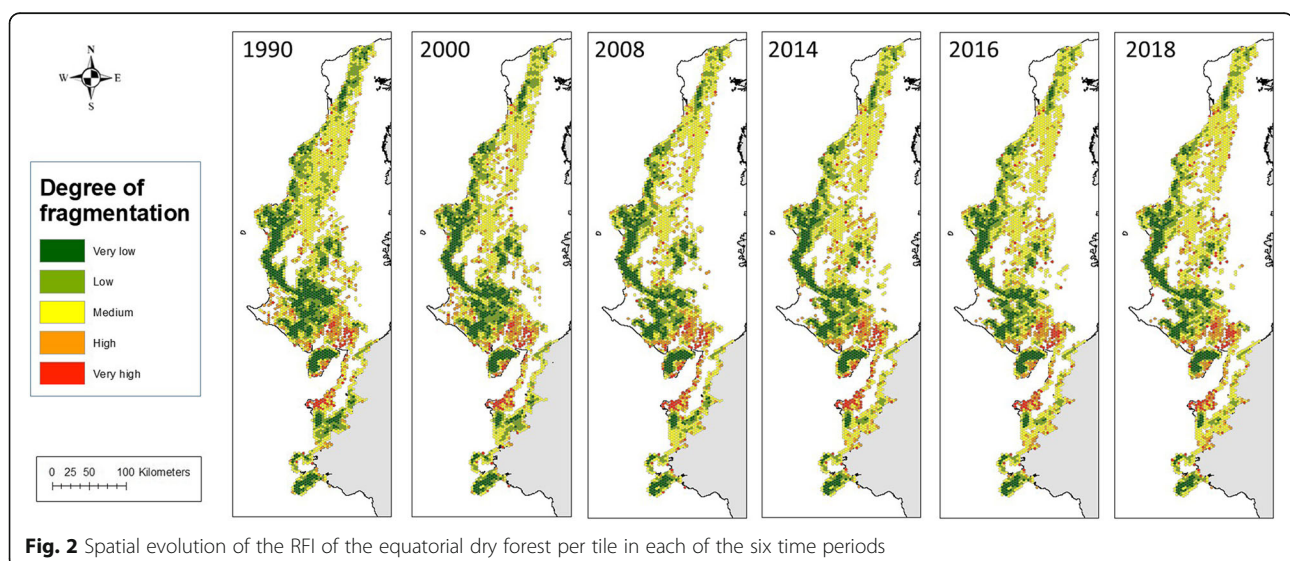 1990
2000
2008
2014
2016
2018
N
W
E
S
Degree of
fragmentation
Very low
Low
Medium
High
Very high
0 25 50 100 Kilometers
Fig. 2 Spatial evolution of the RFI of the equatorial dry forest per tile in each of the six time periods